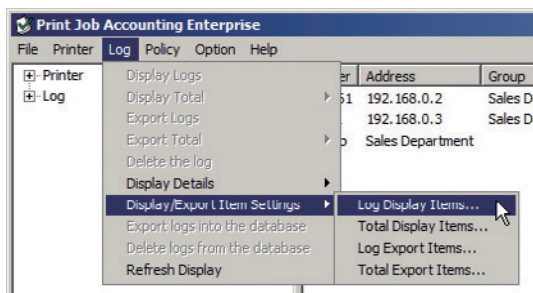 Print Job Accounting Enterprise
File Printer Log Policy Option Help
Printer
Log
Display Logs
Display Total
Export Logs
Export Total
Delete the log
Display Details
Display/Export Item Settings
Export logs into the database
Delete logs from the database
Refresh Display
Log Display Items...
Total Display Items...
Log Export Items...
Total Export Items...
er Address Group
51 192.168.0.2 Sales D
192.168.0.3 Sales D
Sales Department